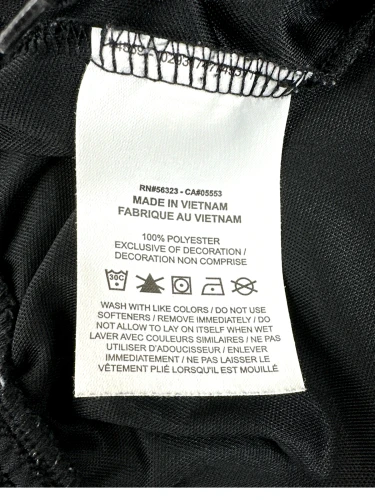 RN#56323 - CA#05553
MADE IN VIETNAM
FABRIQUE AU VIETNAM
100% POLYESTER
EXCLUSIVE OF DECORATION /
DECORATION NON COMPRISE
30C
WASH WITH LIKE COLORS / DO NOT USE
SOFTENERS / REMOVE IMMEDIATELY / DO
NOT ALLOW TO LAY ON ITSELF WHEN WET
LAVER AVEC COULEURS SIMILAIRES / NE PAS
UTILISER D'ADOUCISSEUR / ENLEVER
IMMEDIATEMENT / NE PAS LAISSER LE
VÊTEMENT PLIÉ LORSQU'IL EST MOUILLÉ